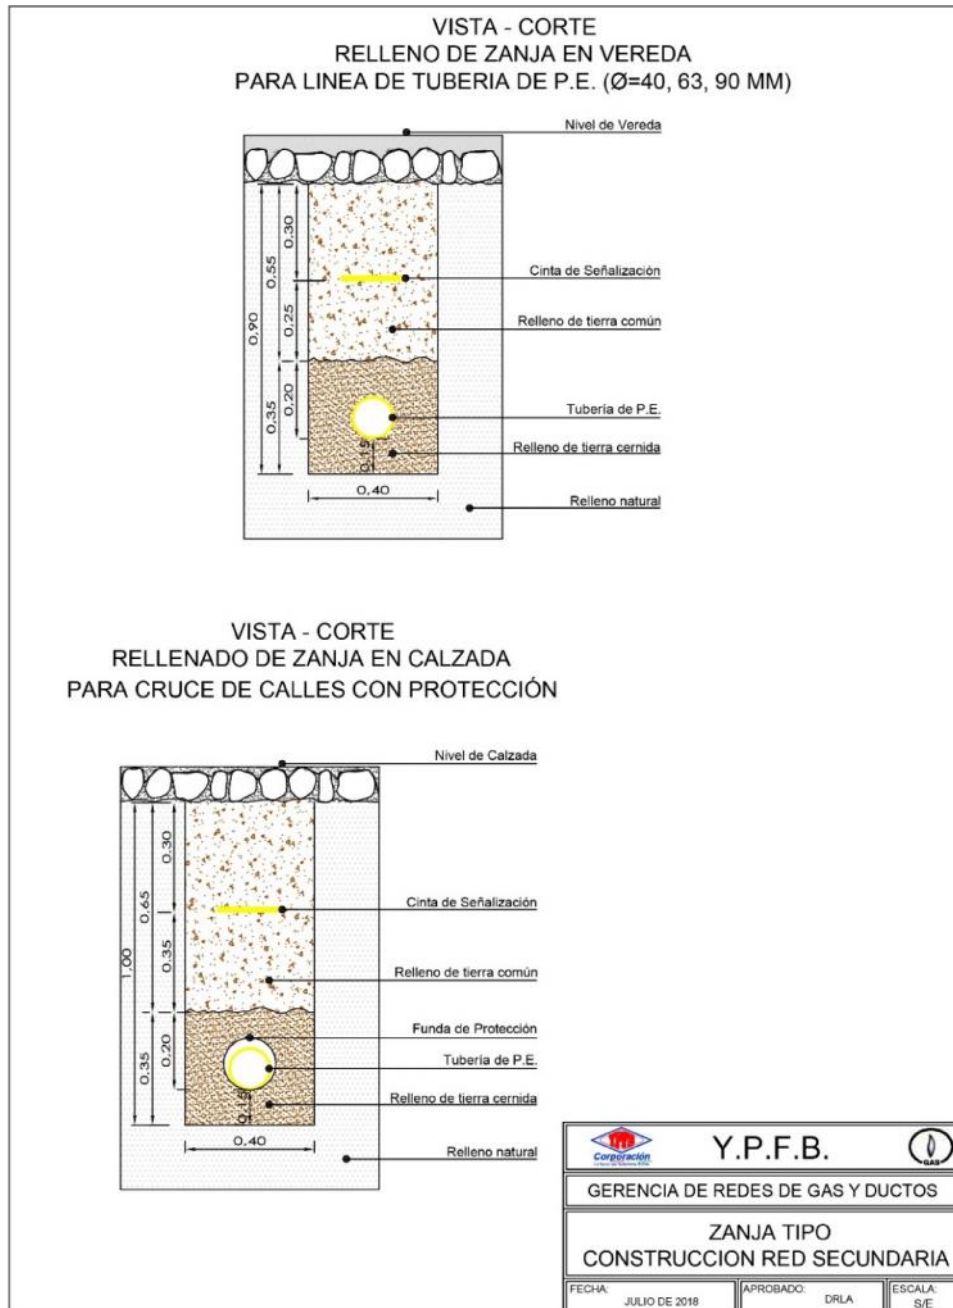 VISTA - CORTE
RELLENO DE ZANJA EN VEREDA
PARA LINEA DE TUBERIA DE P.E. (Ø=40, 63, 90 MM)
Nivel de Vereda
0,30
0,55
Cinta de Señalización
0,90
0,25
Relleno de tierra común
0,20
0,35
Tubería de P.E.
0,15
Relleno de tierra cernida
0,40
Relleno natural
VISTA - CORTE
RELLENADO DE ZANJA EN CALZADA
PARA CRUCE DE CALLES CON PROTECCIÓN
Nivel de Calzada
0,30
0,65
Cinta de Señalización
1,00
0,35
Relleno de tierra común
Funda de Protección
0,20
0,35
Tubería de P.E.
0,15
Relleno de tierra cernida
0,40
Relleno natural
Corporación
Y.P.F.B.
GAS
GERENCIA DE REDES DE GAS Y DUCTOS
ZANJA TIPO
CONSTRUCCION RED SECUNDARIA
FECHA: JULIO DE 2018
APROBADO: DRLA
ESCALA: S/E